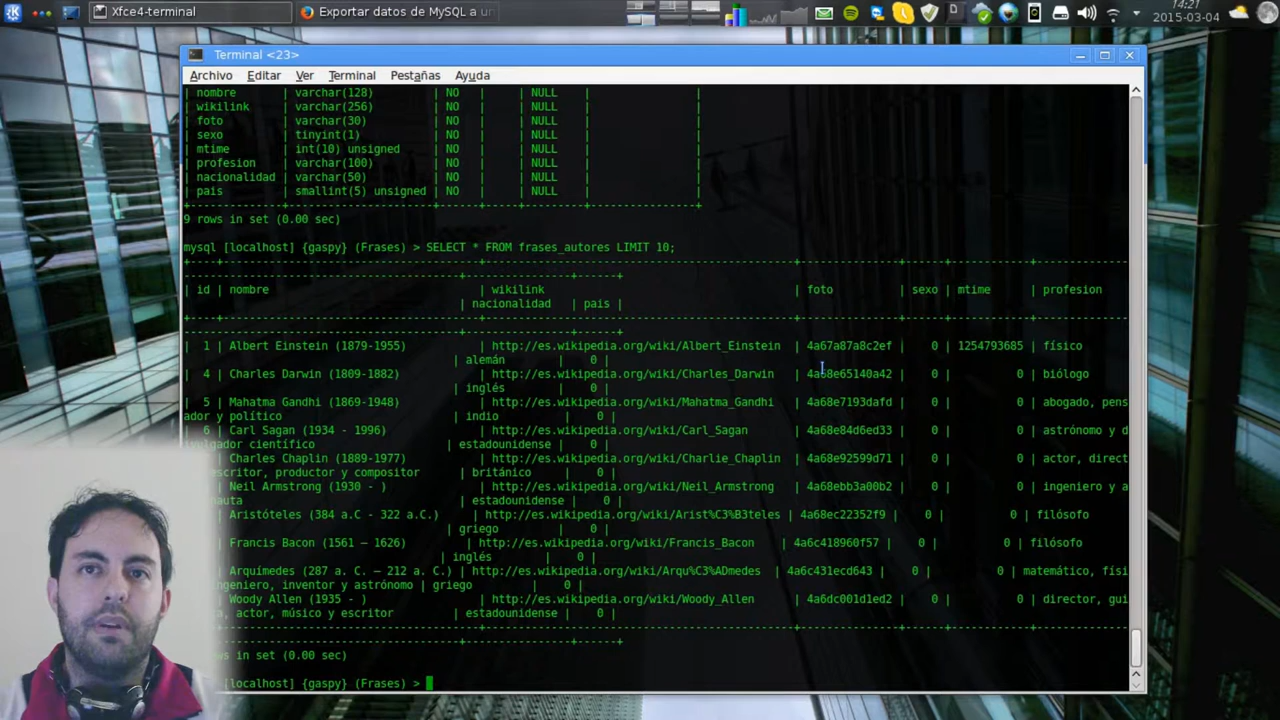 Xfce4-terminal
Exportar datos de MySQL a un
14:21
2015-03-04
Terminal <23>
Archivo Editar Ver Terminal Pestañas Ayuda
| nombre | varchar(128) | NO | | NULL | |
| wikilink | varchar(256) | NO | | NULL | |
| foto | varchar(30) | NO | | NULL | |
| sexo | tinyint(1) | NO | | NULL | |
| mtime | int(10) unsigned | NO | | NULL | |
| profesion | varchar(100) | NO | | NULL | |
| nacionalidad | varchar(50) | NO | | NULL | |
| pais | smallint(5) unsigned | NO | | NULL | |
9 rows in set (0.00 sec)
mysql [localhost] {gaspy} (Frases) > SELECT * FROM frases_autores LIMIT 10;
| id | nombre | wikilink | foto | sexo | mtime | profesion
| nacionalidad | pais |
| 1 | Albert Einstein (1879-1955) | http://es.wikipedia.org/wiki/Albert_Einstein | 4a67a87a8c2ef | 0 | 1254793685 | físico
| alemán | 0 |
| 4 | Charles Darwin (1809-1882) | http://es.wikipedia.org/wiki/Charles_Darwin | 4a68e65140a42 | 0 | 0 | biólogo
| inglés | 0 |
| 5 | Mahatma Gandhi (1869-1948) | http://es.wikipedia.org/wiki/Mahatma_Gandhi | 4a68e7193dafd | 0 | 0 | abogado, pens
ador y político | indio | 0 |
6 | Carl Sagan (1934 - 1996) | http://es.wikipedia.org/wiki/Carl_Sagan | 4a68e84d6ed33 | 0 | 0 | astrónomo y d
ivulgador científico | estadounidense | 0 |
| Charles Chaplin (1889-1977) | http://es.wikipedia.org/wiki/Charlie_Chaplin | 4a68e92599d71 | 0 | 0 | actor, direct
escritor, productor y compositor | británico | 0 |
| Neil Armstrong (1930 - ) | http://es.wikipedia.org/wiki/Neil_Armstrong | 4a68ebb3a00b2 | 0 | 0 | ingeniero y a
nauta | estadounidense | 0 |
| Aristóteles (384 a.C - 322 a.C.) | http://es.wikipedia.org/wiki/Arist%C3%B3teles | 4a68ec22352f9 | 0 | 0 | filósofo
| griego | 0 |
| Francis Bacon (1561 – 1626) | http://es.wikipedia.org/wiki/Francis_Bacon | 4a6c418960f57 | 0 | 0 | filósofo
| inglés | 0 |
| Arquímedes (287 a. C. – 212 a. C.) | http://es.wikipedia.org/wiki/Arqu%C3%ADmedes | 4a6c431ecd643 | 0 | 0 | matemático, físi
ingeniero, inventor y astrónomo | griego | 0 |
| Woody Allen (1935 - ) | http://es.wikipedia.org/wiki/Woody_Allen | 4a6dc001d1ed2 | 0 | 0 | director, gui
, actor, músico y escritor | estadounidense | 0 |
ws in set (0.00 sec)
[localhost] {gaspy} (Frases) >